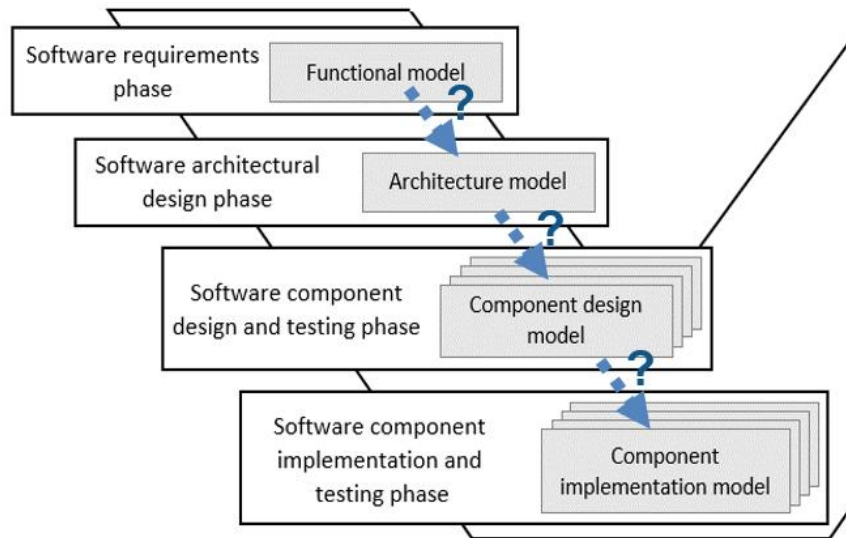 Software requirements
phase
Functional model
?
Software architectural
design phase
Architecture model
?
Software component
design and testing phase
Component design
model
?
Software component
implementation and
testing phase
Component
implementation model